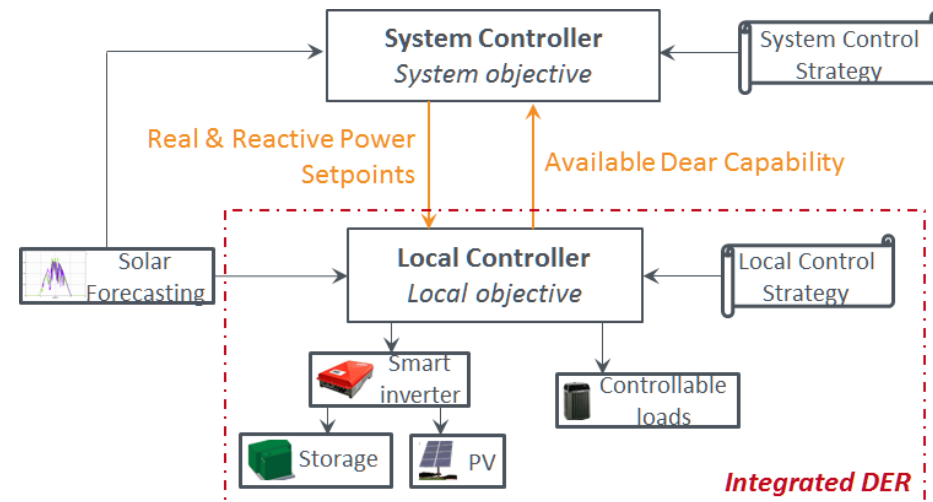 System Controller
System objective
System Control
Strategy
Real & Reactive Power
Setpoints
Available Dear Capability
Solar
Forecasting
Local Controller
Local objective
Local Control
Strategy
Smart
inverter
Controllable
loads
Storage
PV
Integrated DER